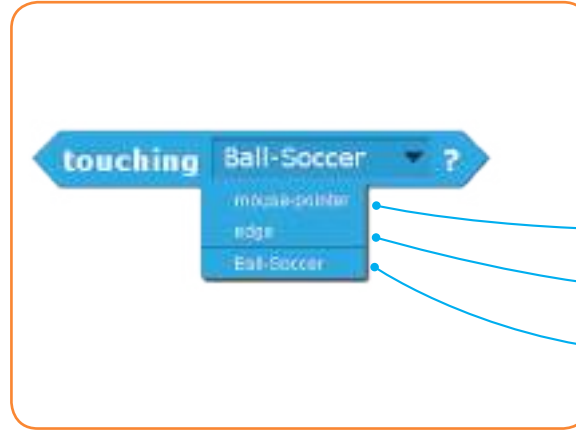 touching Ball-Soccer ?
mouse-pointer
edge
Ball-Soccer